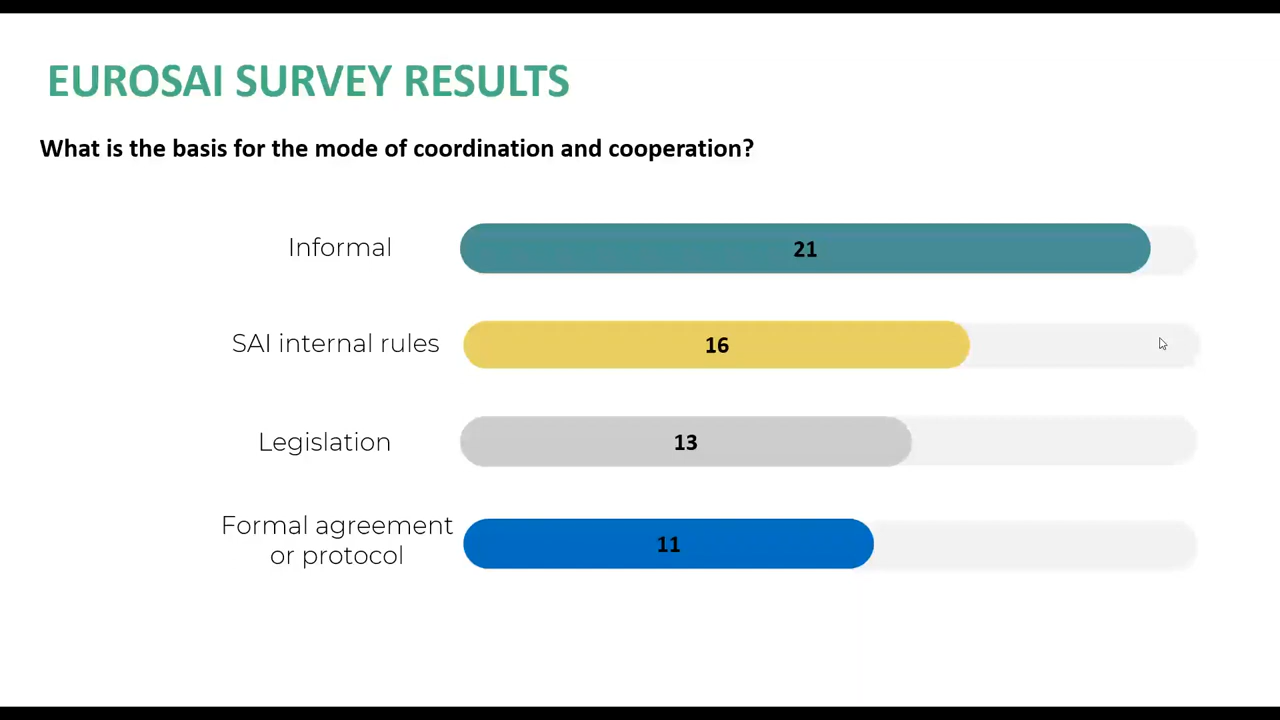 EUROSAI SURVEY RESULTS
What is the basis for the mode of coordination and cooperation?
Informal
21
SAI internal rules
16
Legislation
13
Formal agreement
or protocol
11